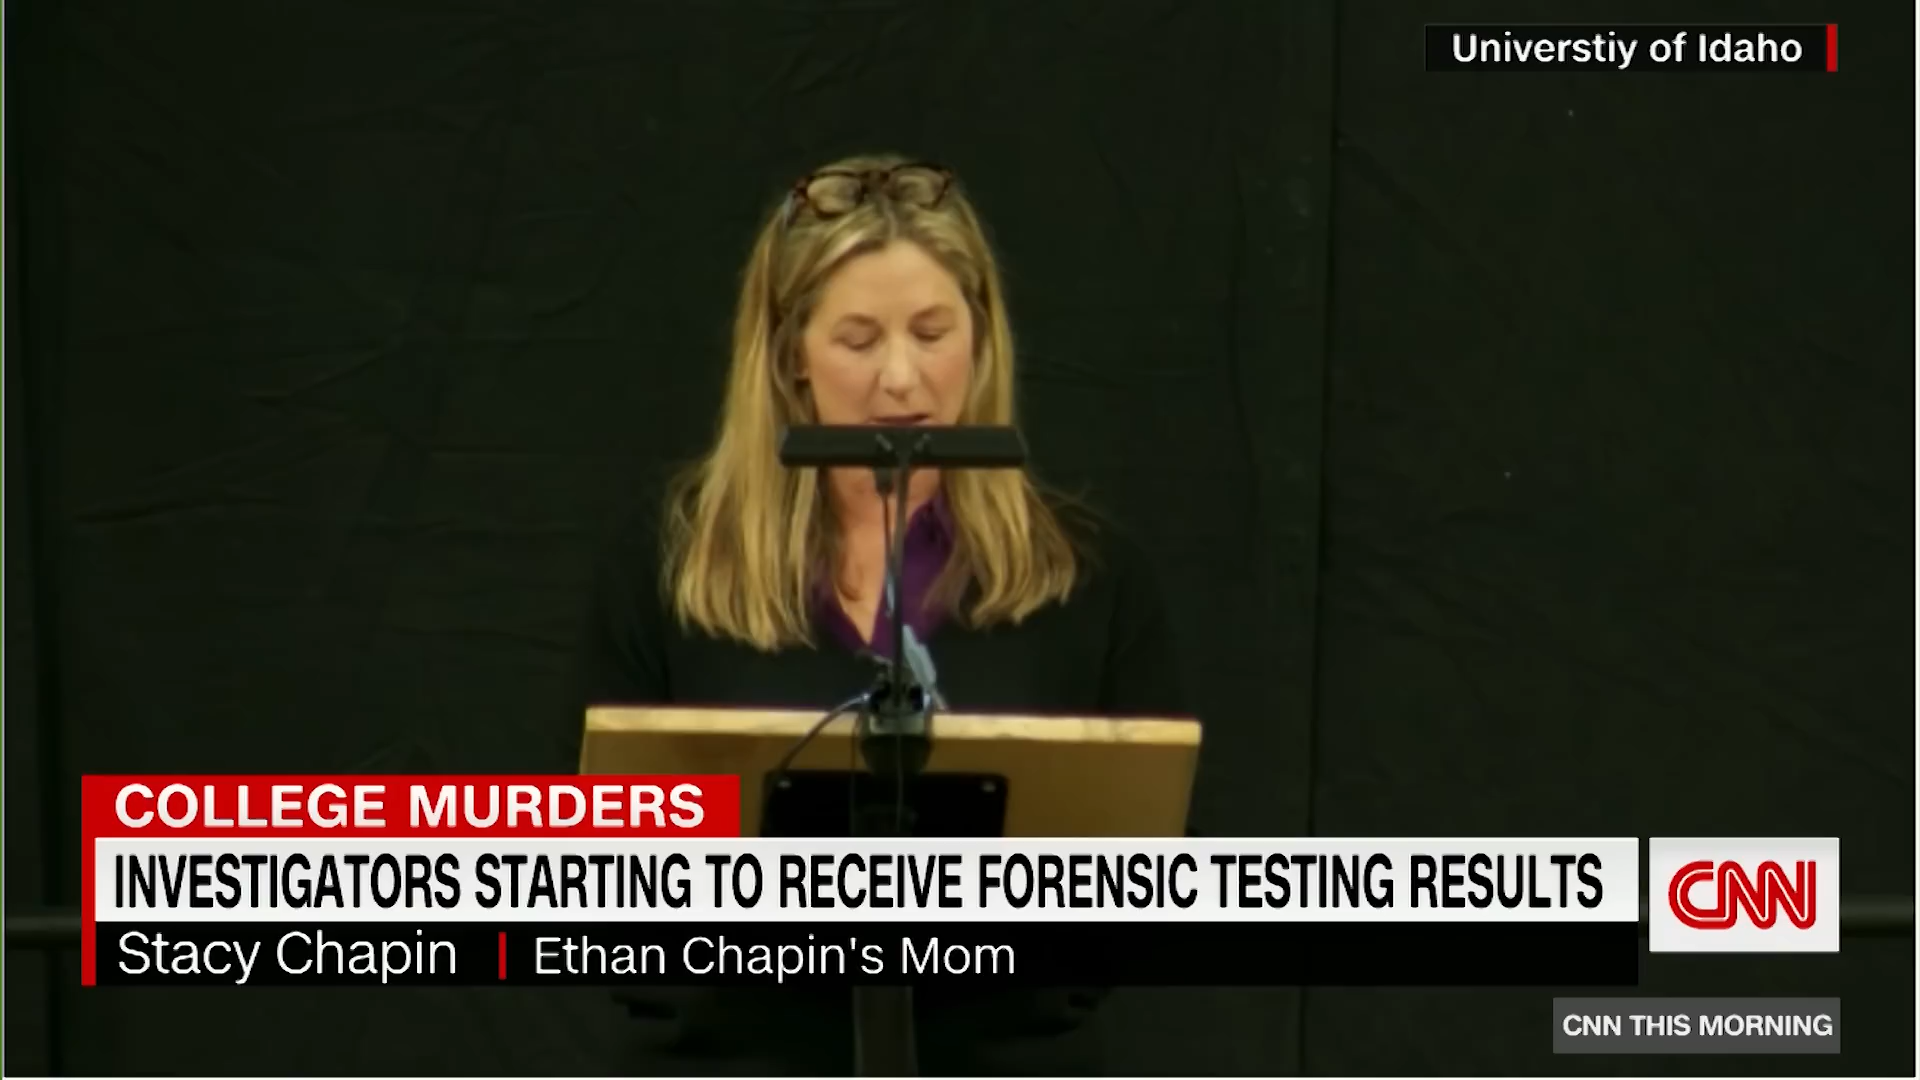 Universtiy of Idaho
COLLEGE MURDERS
INVESTIGATORS STARTING TO RECEIVE FORENSIC TESTING RESULTS
CNN
Stacy Chapin | Ethan Chapin's Mom
CNN THIS MORNING